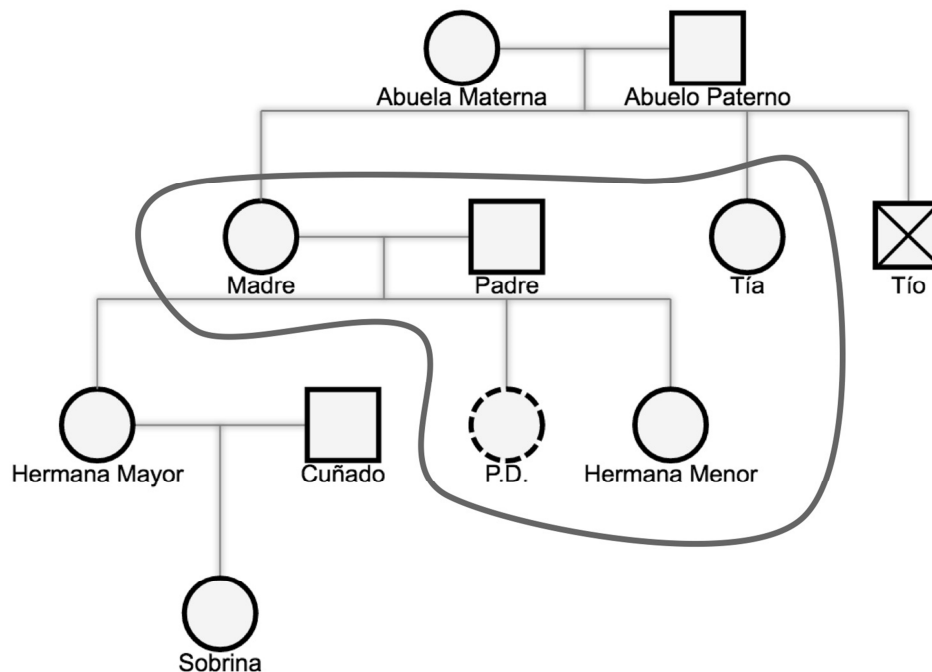 Abuela Materna
Abuelo Paterno
Madre
Padre
Tía
Tío
Hermana Mayor
Cuñado
P.D.
Hermana Menor
Sobrina